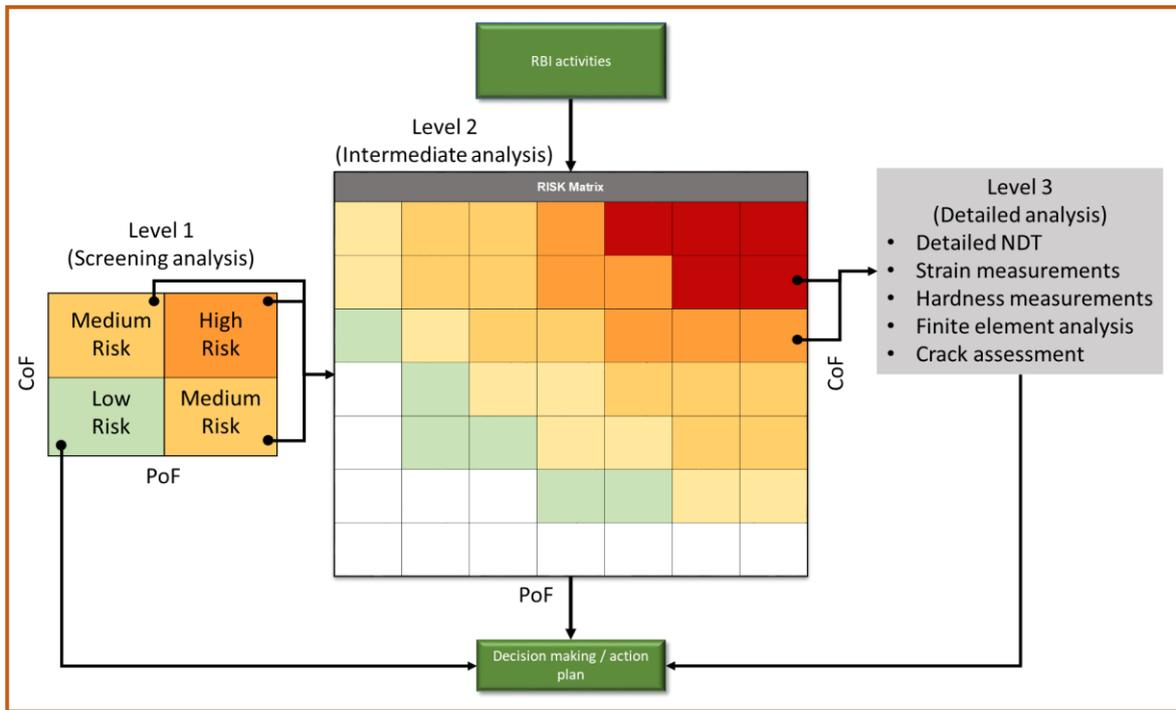 RBI activities
Level 2
(Intermediate analysis)
RISK Matrix
Level 1
(Screening analysis)
Medium
Risk
High
Risk
Low
Risk
Medium
Risk
CoF
PoF
CoF
PoF
Level 3
(Detailed analysis)
• Detailed NDT
• Strain measurements
• Hardness measurements
• Finite element analysis
• Crack assessment
Decision making / action
plan